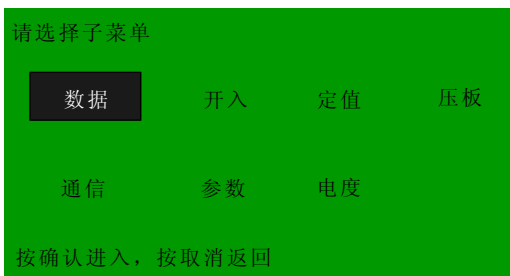 请选择子菜单
数据 开入 定值 压板
通信 参数 电度
按确认进入，按取消返回